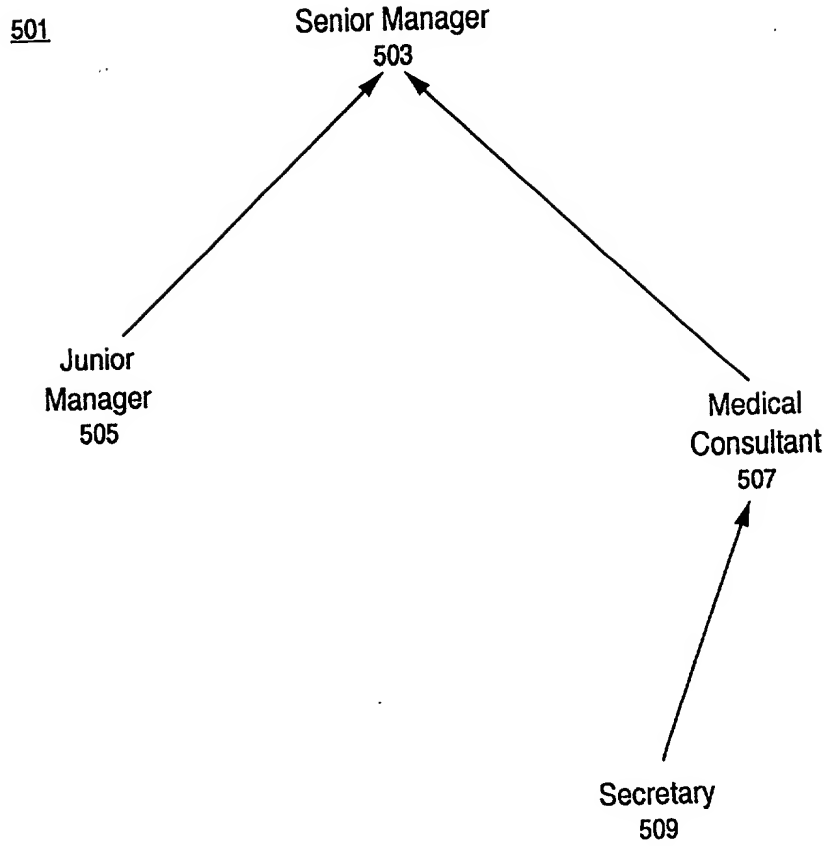 501
Senior Manager
503
Junior
Manager
505
Medical
Consultant
507
Secretary
509